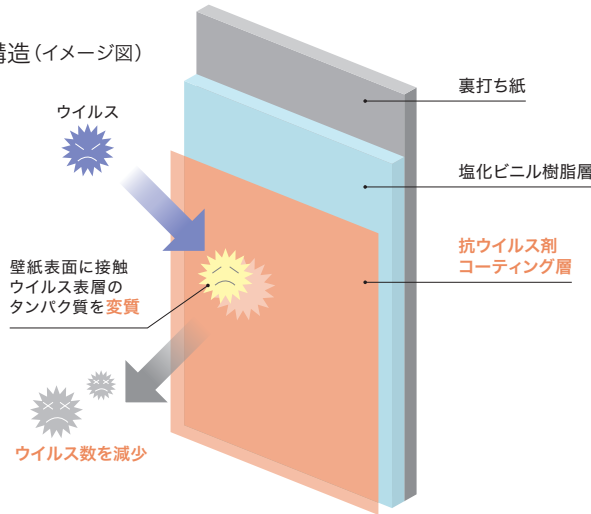 構造（イメージ図）
裏打ち紙
ウイルス
塩化ビニル樹脂層
抗ウイルス剤
コーティング層
壁紙表面に接触
ウイルス表層の
タンパク質を変質
ウイルス数を減少